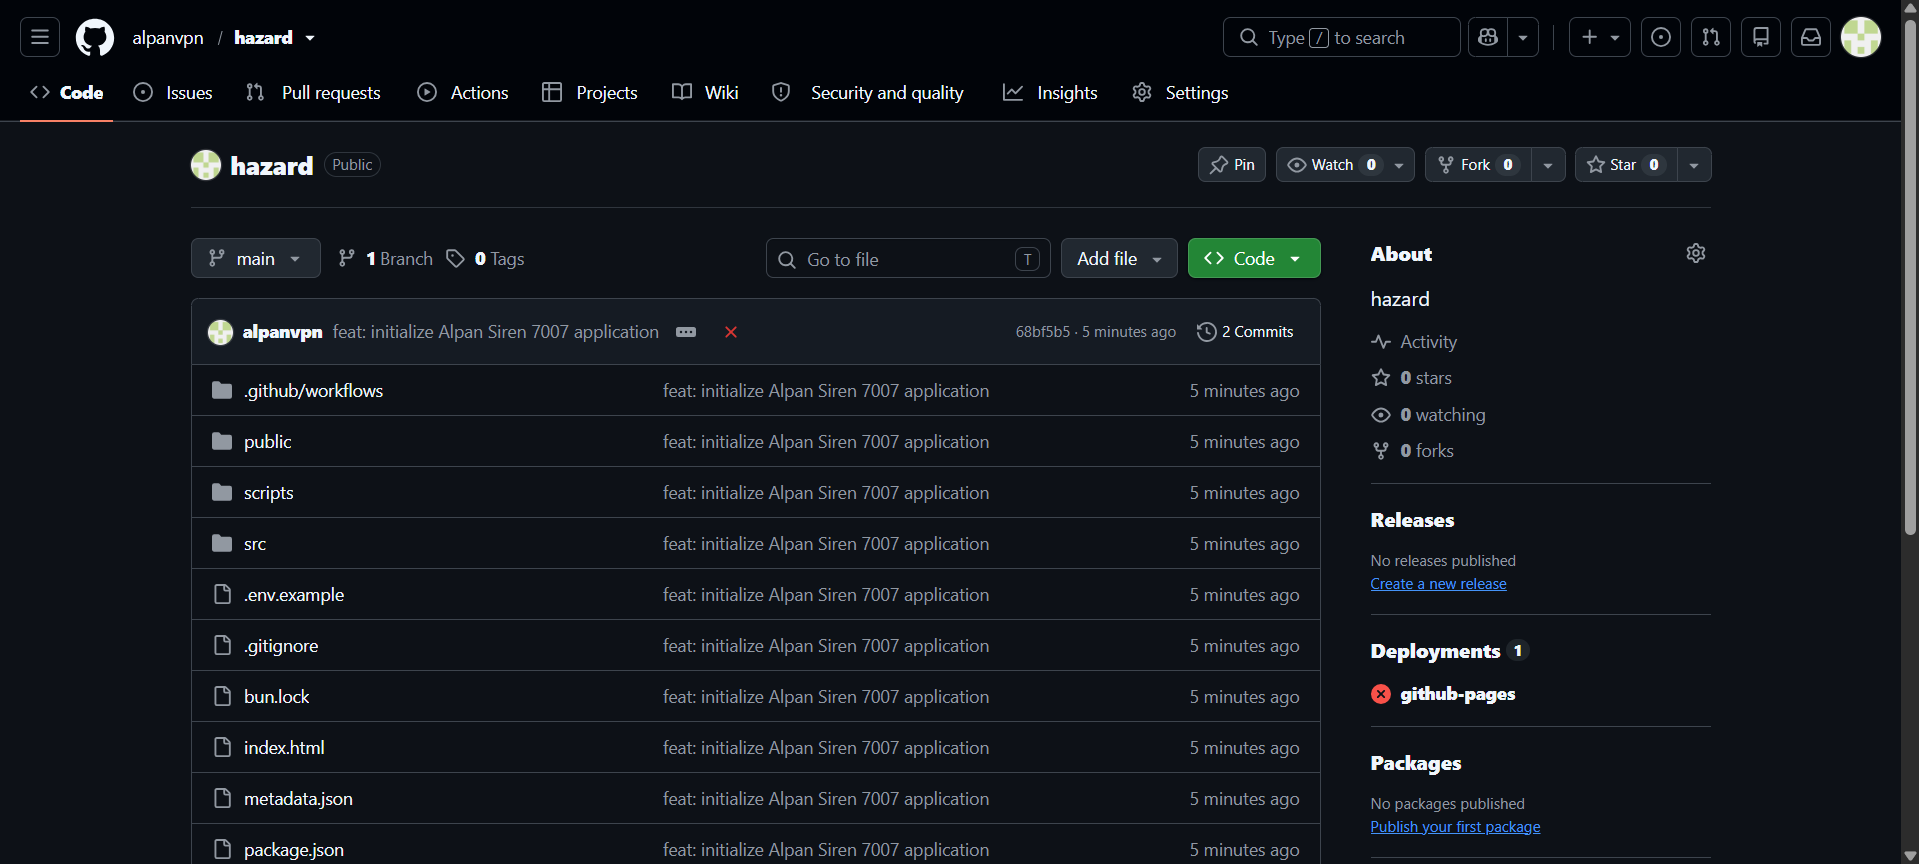 alpanvpn / hazard
Type / to search
Code
Issues
Pull requests
Actions
Projects
Wiki
Security and quality
Insights
Settings
hazard Public
Pin
Watch 0
Fork 0
Star 0
main
1 Branch
0 Tags
Go to file T
Add file
Code
alpanvpn feat: initialize Alpan Siren 7007 application
68bf5b5 · 5 minutes ago
2 Commits
.github/workflows feat: initialize Alpan Siren 7007 application 5 minutes ago
public feat: initialize Alpan Siren 7007 application 5 minutes ago
scripts feat: initialize Alpan Siren 7007 application 5 minutes ago
src feat: initialize Alpan Siren 7007 application 5 minutes ago
.env.example feat: initialize Alpan Siren 7007 application 5 minutes ago
.gitignore feat: initialize Alpan Siren 7007 application 5 minutes ago
bun.lock feat: initialize Alpan Siren 7007 application 5 minutes ago
index.html feat: initialize Alpan Siren 7007 application 5 minutes ago
metadata.json feat: initialize Alpan Siren 7007 application 5 minutes ago
package.json feat: initialize Alpan Siren 7007 application 5 minutes ago
About
hazard
Activity
0 stars
0 watching
0 forks
Releases
No releases published
Create a new release
Deployments 1
github-pages
Packages
No packages published
Publish your first package